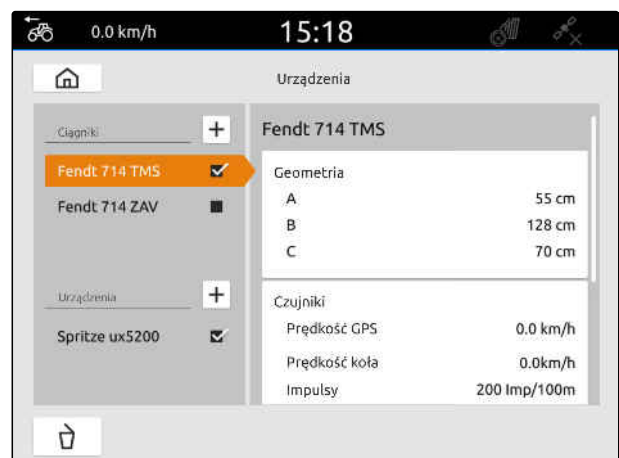 0.0 km/h 15:18
Urządzenia
Ciągniki
Fendt 714 TMS
Fendt 714 ZAV
Urządzenia
Spritze ux5200
Fendt 714 TMS
Geometria
A 55 cm
B 128 cm
C 70 cm
Czujniki
Prędkość GPS 0.0 km/h
Prędkość koła 0.0km/h
Impulsy 200 Imp/100m